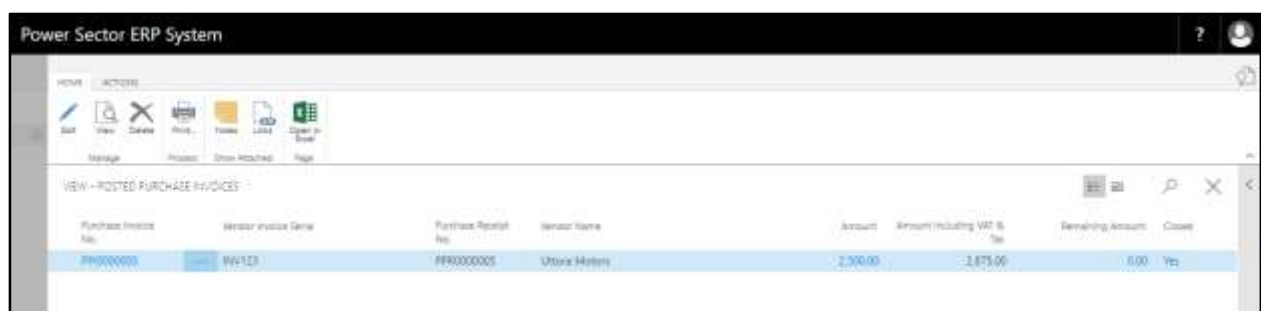 Power Sector ERP System
?
HOME ACTIONS
Edit View Delete Print... Notes Links Open in Excel
Manage Process Show Attached Page
VIEW - POSTED PURCHASE INVOICES
Purchase Invoice No. Vendor Invoice Serial Purchase Receipt No. Vendor Name Amount Amount Including VAT & Tax Remaining Amount Closed
INV123 PPR0000005 Uttora Motors 2,500.00 2,875.00 0.00 Yes